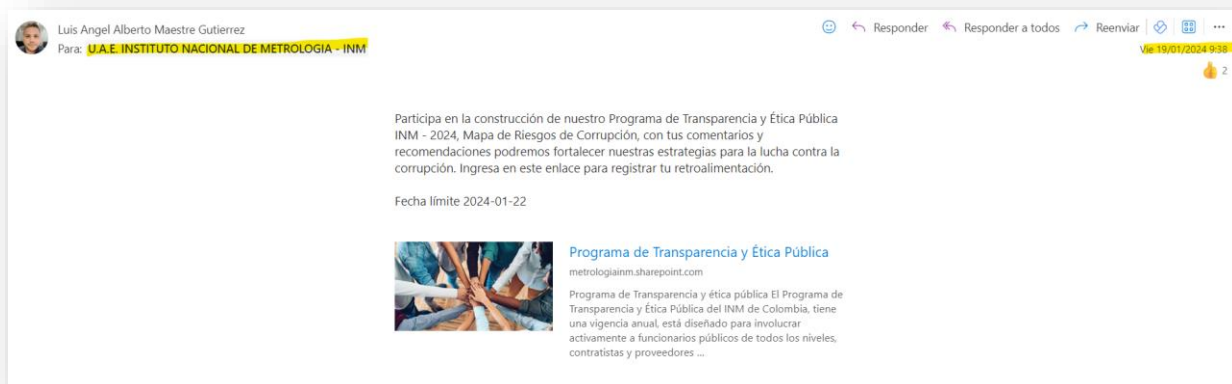 Luis Angel Alberto Maestre Gutierrez
Responder
Responder a todos
Reenviar
Para: U.A.E. INSTITUTO NACIONAL DE METROLOGIA - INM
Vie 19/01/2024 9:38
2
Participa en la construcción de nuestro Programa de Transparencia y Ética Pública
INM - 2024, Mapa de Riesgos de Corrupción, con tus comentarios y
recomendaciones podremos fortalecer nuestras estrategias para la lucha contra la
corrupción. Ingresa en este enlace para registrar tu retroalimentación.
Fecha límite 2024-01-22
Programa de Transparencia y Ética Pública
metrologiainm.sharepoint.com
Programa de Transparencia y ética pública El Programa de
Transparencia y Ética Pública del INM de Colombia, tiene
una vigencia anual, está diseñado para involucrar
activamente a funcionarios públicos de todos los niveles,
contratistas y proveedores ...